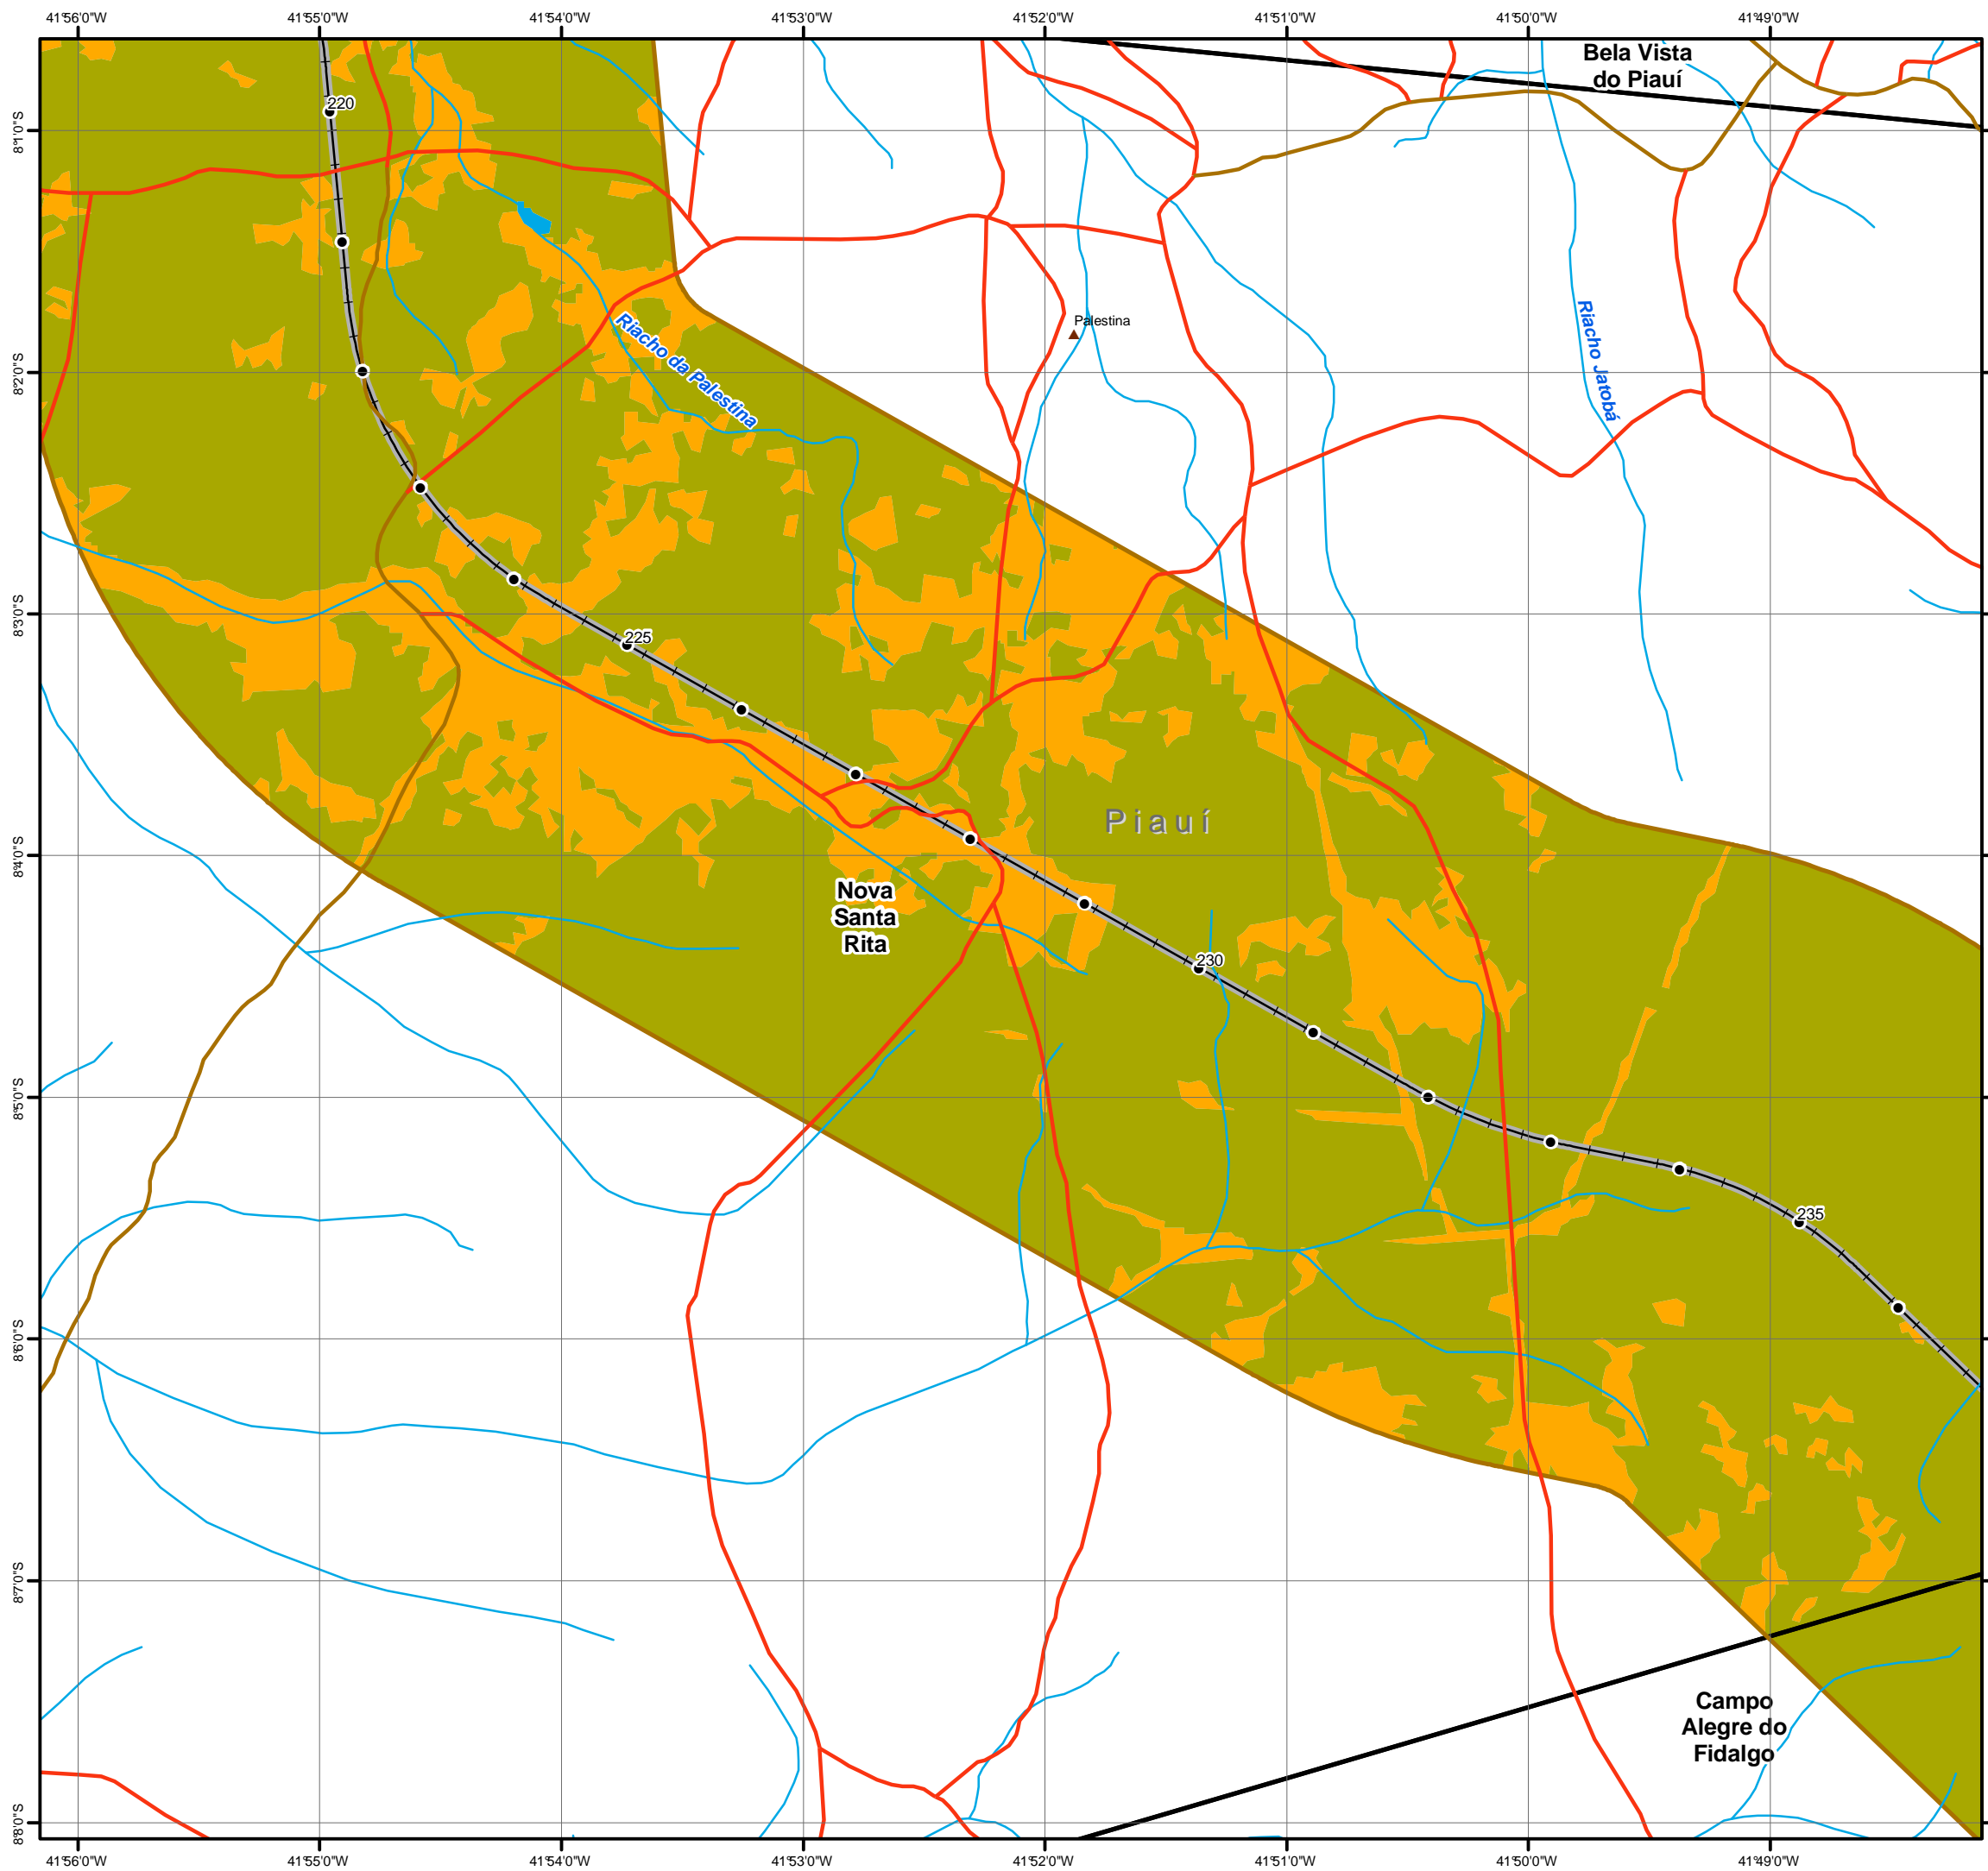 41°56'0"W
41°55'0"W
41°54'0"W
41°53'0"W
41°52'0"W
41°51'0"W
41°50'0"W
41°49'0"W
Bela Vista
do Piauí
220
8°1'0"S
Palestina
Riacho da Palestina
Riacho Jatobá
8°2'0"S
8°3'0"S
225
Piauí
8°4'0"S
Nova
Santa
Rita
230
8°5'0"S
235
8°6'0"S
8°7'0"S
Campo
Alegre do
Fidalgo
8°8'0"S
41°56'0"W
41°55'0"W
41°54'0"W
41°53'0"W
41°52'0"W
41°51'0"W
41°50'0"W
41°49'0"W